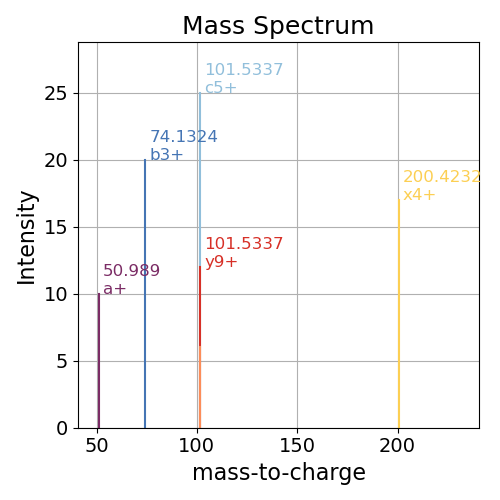 Mass Spectrum
101.5337
c5+
74.1324
b3+
200.4232
x4+
101.5337
y9+
50.989
a+
25
20
15
10
5
0
50
100
150
200
Intensity
mass-to-charge